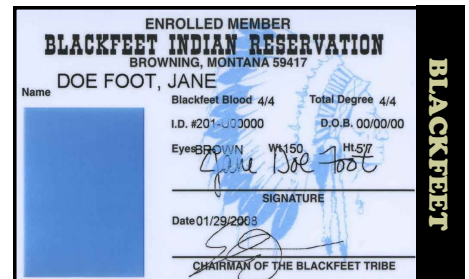 ENROLLED MEMBER
BLACKFEET INDIAN RESERVATION
BROWNING, MONTANA 59417
Name DOE FOOT, JANE
Blackfeet Blood 4/4 Total Degree 4/4
I.D. #201-U00000 D.O.B. 00/00/00
Eyes BROWN Wt.150 Ht.5'7
Jane Doe Foot
SIGNATURE
Date 01/29/2008
CHAIRMAN OF THE BLACKFEET TRIBE
BLACKFEET